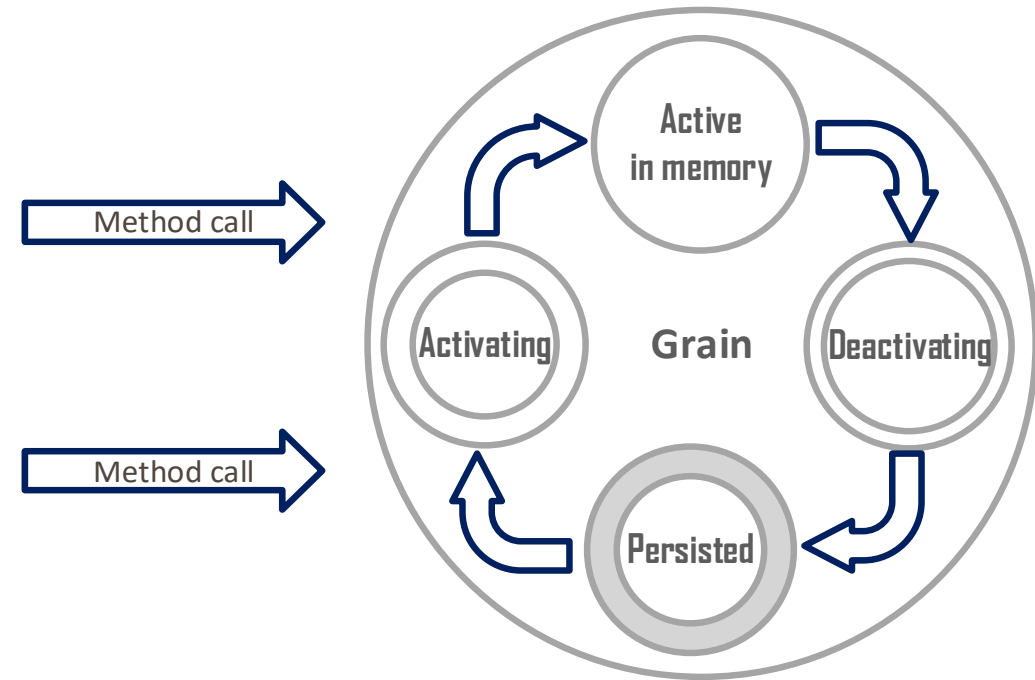 Active
in memory
Method call
Activating
Grain
Deactivating
Method call
Persisted